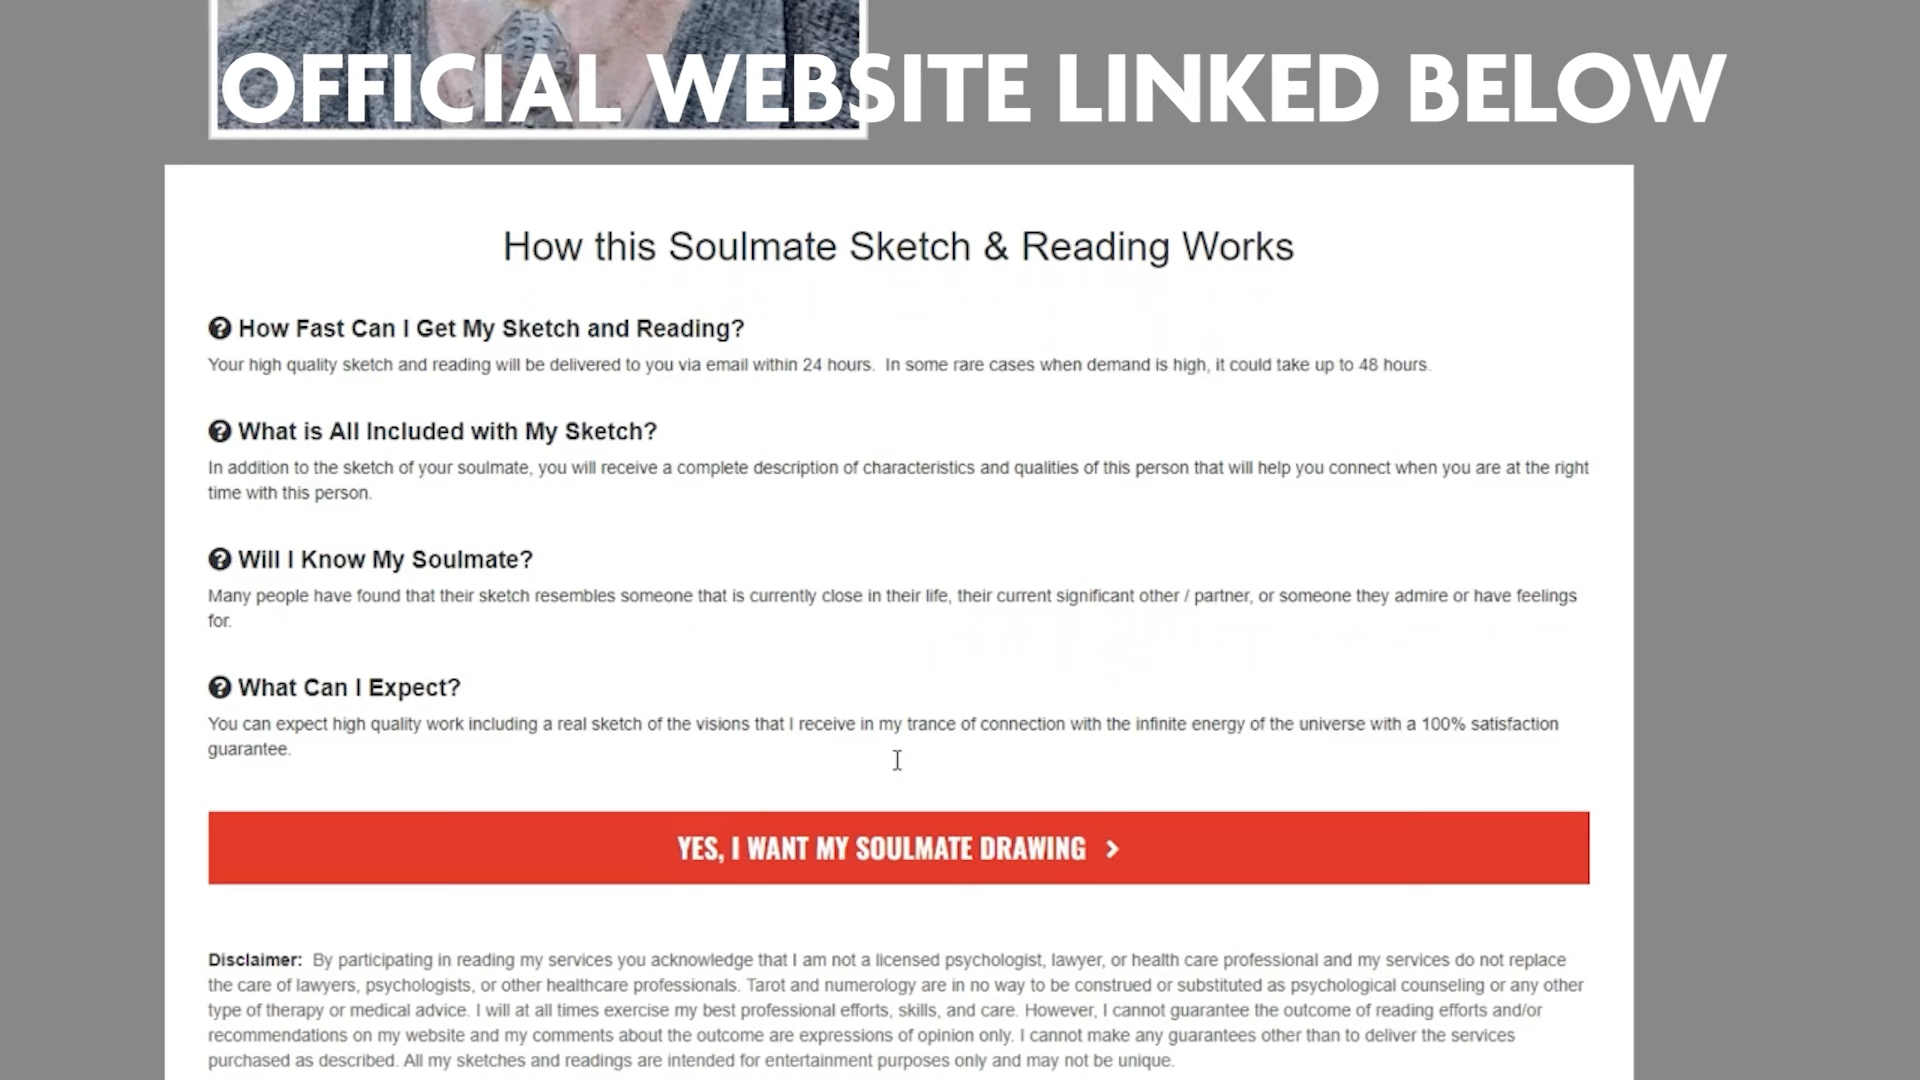 OFFICIAL WEBSITE LINKED BELOW
How this Soulmate Sketch & Reading Works
How Fast Can I Get My Sketch and Reading?
Your high quality sketch and reading will be delivered to you via email within 24 hours.  In some rare cases when demand is high, it could take up to 48 hours.
What is All Included with My Sketch?
In addition to the sketch of your soulmate, you will receive a complete description of characteristics and qualities of this person that will help you connect when you are at the right
time with this person.
Will I Know My Soulmate?
Many people have found that their sketch resembles someone that is currently close in their life, their current significant other / partner, or someone they admire or have feelings
for.
What Can I Expect?
You can expect high quality work including a real sketch of the visions that I receive in my trance of connection with the infinite energy of the universe with a 100% satisfaction
guarantee.
YES, I WANT MY SOULMATE DRAWING >
Disclaimer:  By participating in reading my services you acknowledge that I am not a licensed psychologist, lawyer, or health care professional and my services do not replace
the care of lawyers, psychologists, or other healthcare professionals. Tarot and numerology are in no way to be construed or substituted as psychological counseling or any other
type of therapy or medical advice. I will at all times exercise my best professional efforts, skills, and care. However, I cannot guarantee the outcome of reading efforts and/or
recommendations on my website and my comments about the outcome are expressions of opinion only. I cannot make any guarantees other than to deliver the services
purchased as described. All my sketches and readings are intended for entertainment purposes only and may not be unique.